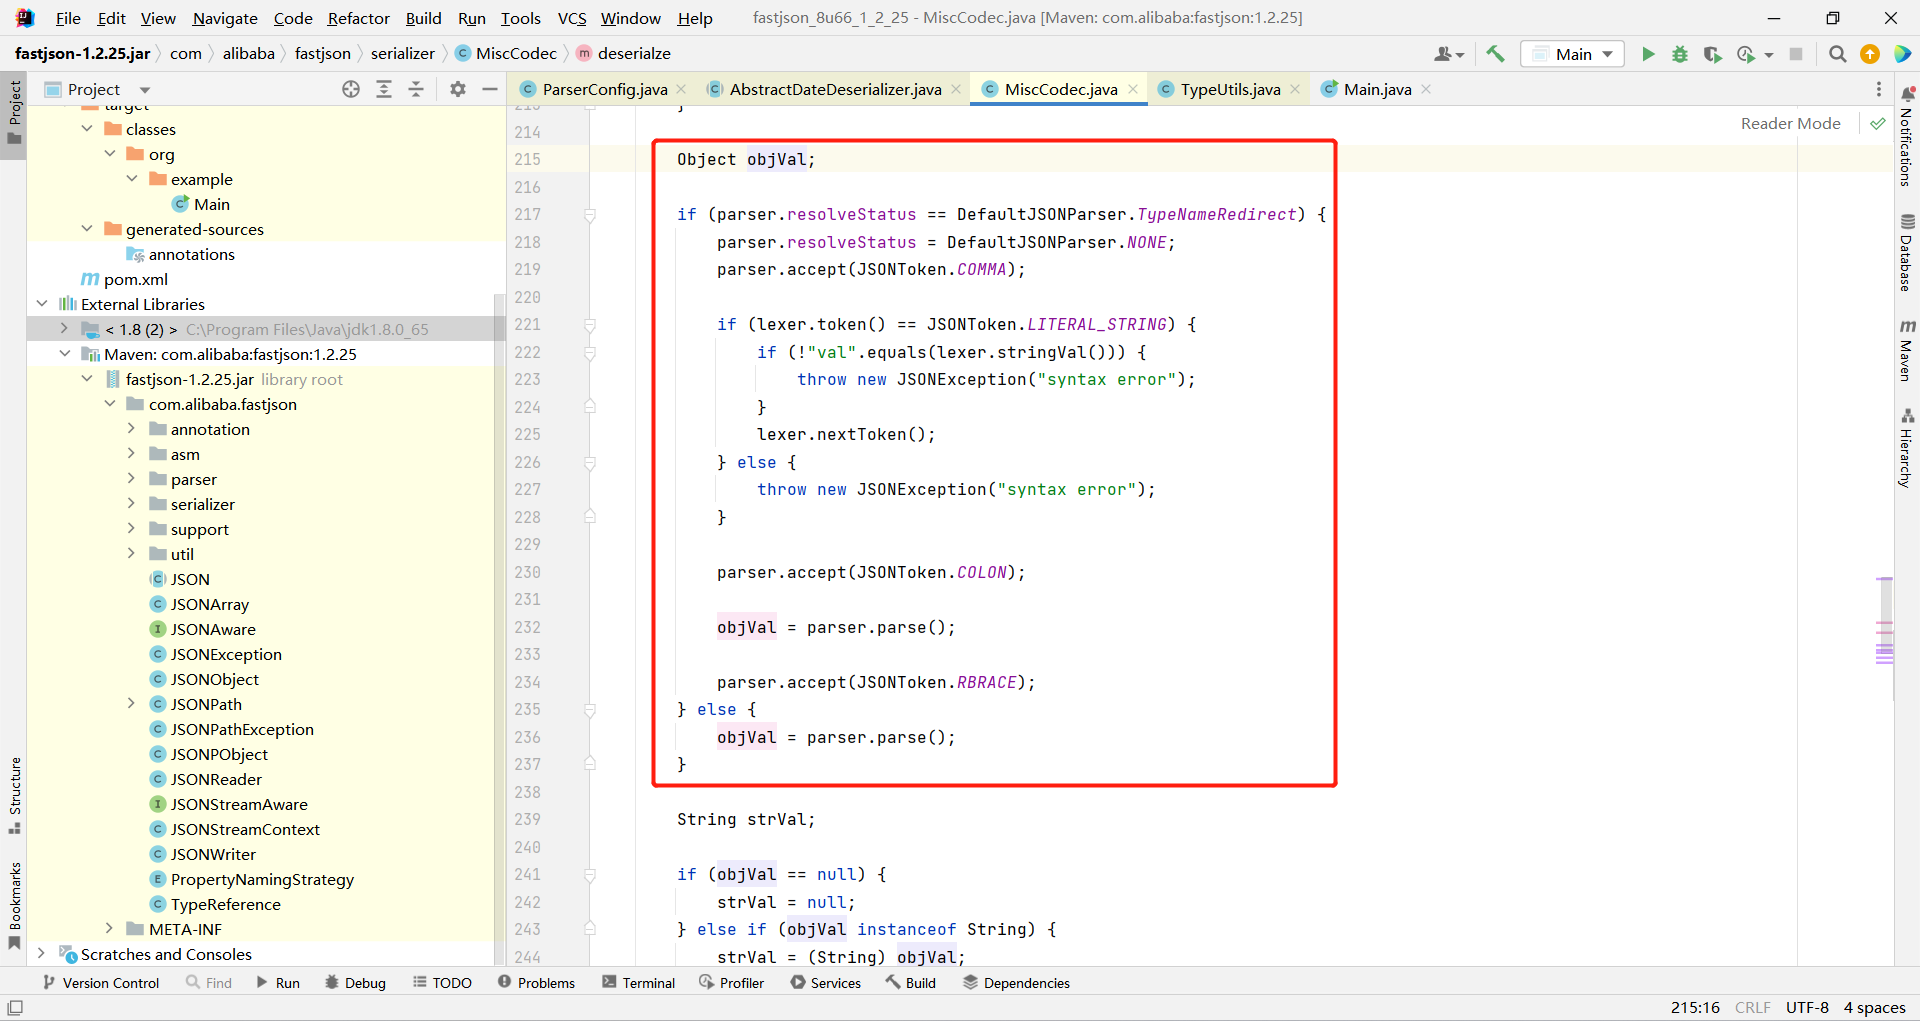 File Edit View Navigate Code Refactor Build Run Tools VCS Window Help fastjson_8u66_1_2_25 - MiscCodec.java [Maven: com.alibaba:fastjson:1.2.25]
fastjson-1.2.25.jar com alibaba fastjson serializer MiscCodec deserialze Main
Project
ParserConfig.java AbstractDateDeserializer.java MiscCodec.java TypeUtils.java Main.java
Reader Mode
Project
Structure
Bookmarks
target
classes
org
example
Main
generated-sources
annotations
pom.xml
External Libraries
< 1.8 (2) > C:\Program Files\Java\jdk1.8.0_65
Maven: com.alibaba:fastjson:1.2.25
fastjson-1.2.25.jar library root
com.alibaba.fastjson
annotation
asm
parser
serializer
support
util
JSON
JSONArray
JSONAware
JSONException
JSONObject
JSONPath
JSONPathException
JSONPObject
JSONReader
JSONStreamAware
JSONStreamContext
JSONWriter
PropertyNamingStrategy
TypeReference
META-INF
Scratches and Consoles
213 }
214
215 Object objVal;
216
217 if (parser.resolveStatus == DefaultJSONParser.TypeNameRedirect) {
218 parser.resolveStatus = DefaultJSONParser.NONE;
219 parser.accept(JSONToken.COMMA);
220
221 if (lexer.token() == JSONToken.LITERAL_STRING) {
222 if (!"val".equals(lexer.stringVal())) {
223 throw new JSONException("syntax error");
224 }
225 lexer.nextToken();
226 } else {
227 throw new JSONException("syntax error");
228 }
229
230 parser.accept(JSONToken.COLON);
231
232 objVal = parser.parse();
233
234 parser.accept(JSONToken.RBRACE);
235 } else {
236 objVal = parser.parse();
237 }
238
239 String strVal;
240
241 if (objVal == null) {
242 strVal = null;
243 } else if (objVal instanceof String) {
244 strVal = (String) objVal;
Notifications
Database
Maven
Hierarchy
Version Control Find Run Debug TODO Problems Terminal Profiler Services Build Dependencies
215:16 CRLF UTF-8 4 spaces